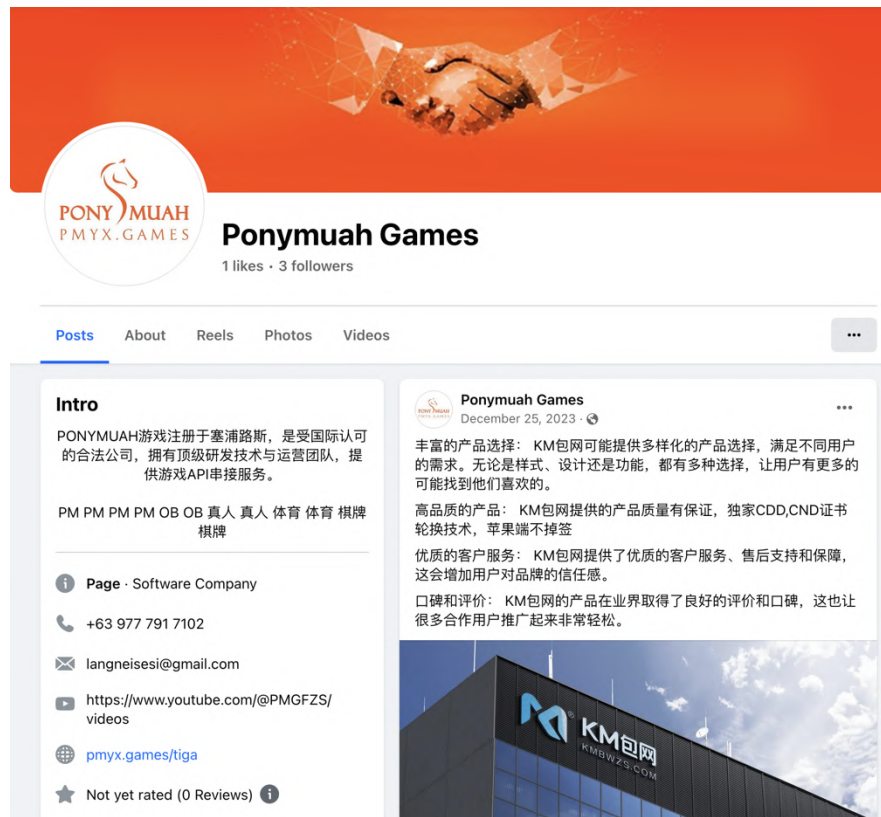 PONY MUAH
PMYX.GAMES
Ponymuah Games
1 likes • 3 followers
Posts
About
Reels
Photos
Videos
Intro
PONYMUAH游戏注册于塞浦路斯，是受国际认可
的合法公司，拥有顶级研发技术与运营团队，提
供游戏API串接服务。
PM PM PM PM OB OB 真人 真人 体育 体育 棋牌
棋牌
Page · Software Company
+63 977 791 7102
langneisesi@gmail.com
https://www.youtube.com/@PMGFZS/
videos
pmyx.games/tiga
Not yet rated (0 Reviews)
Ponymuah Games
December 25, 2023 ·
丰富的产品选择： KM包网可能提供多样化的产品选择，满足不同用户
的需求。无论是样式、设计还是功能，都有多种选择，让用户有更多的
可能找到他们喜欢的。
高品质的产品： KM包网提供的产品质量有保证，独家CDD,CND证书
轮换技术，苹果端不掉签
优质的客户服务： KM包网提供了优质的客户服务、售后支持和保障，
这会增加用户对品牌的信任感。
口碑和评价： KM包网的产品在业界取得了良好的评价和口碑，这也让
很多合作用户推广起来非常轻松。
KM包网
KMBWZS.COM